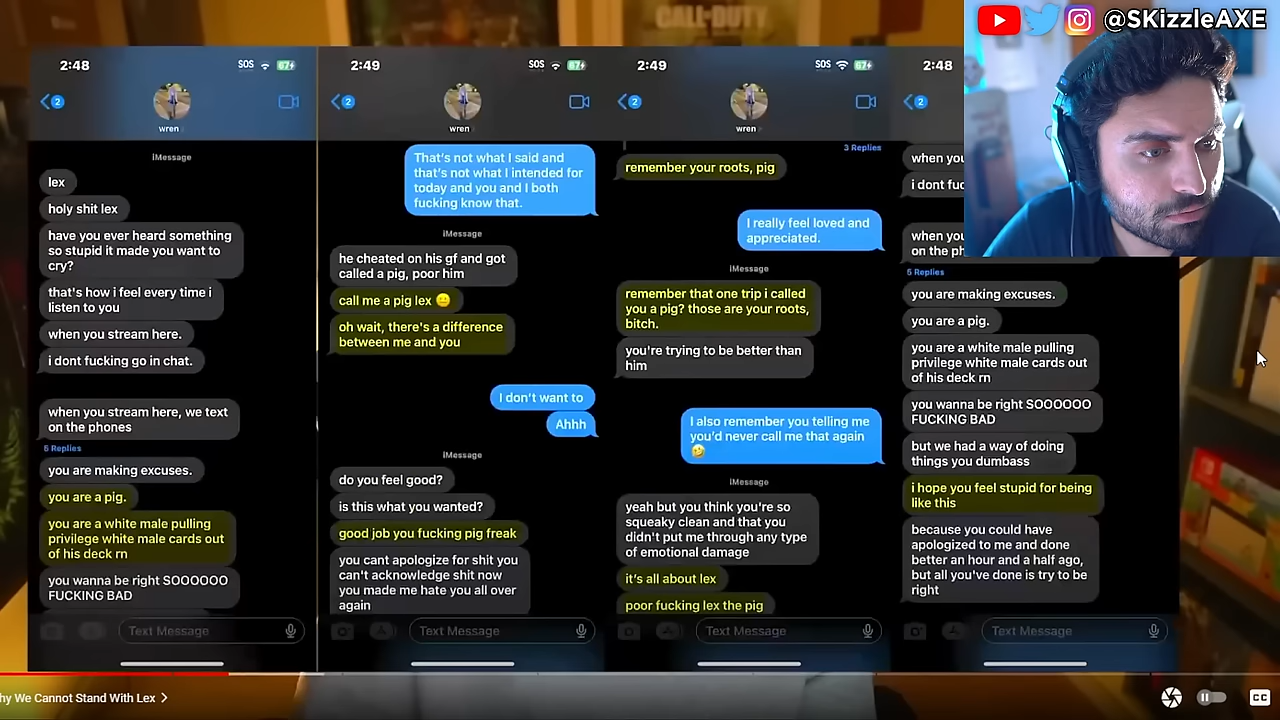 CALL-DUTY
@SKizzleAXE
2:48
SOS
67
2
wren
iMessage
lex
holy shit lex
have you ever heard something
so stupid it made you want to
cry?
that's how i feel every time i
listen to you
when you stream here.
i dont fucking go in chat.
when you stream here, we text
on the phones
5 Replies
you are making excuses.
you are a pig.
you are a white male pulling
privilege white male cards out
of his deck rn
you wanna be right SOOOOOO
FUCKING BAD
Text Message
2:49
SOS
67
2
wren
That's not what I said and
that's not what I intended for
today and you and I both
fucking know that.
iMessage
he cheated on his gf and got
called a pig, poor him
call me a pig lex
oh wait, there's a difference
between me and you
I don't want to
Ahhh
iMessage
do you feel good?
is this what you wanted?
good job you fucking pig freak
you cant apologize for shit you
can't acknowledge shit now
you made me hate you all over
again
Text Message
2:49
SOS
67
2
wren
3 Replies
remember your roots, pig
I really feel loved and
appreciated.
iMessage
remember that one trip i called
you a pig? those are your roots,
bitch.
you're trying to be better than
him
I also remember you telling me
you'd never call me that again
iMessage
yeah but you think you're so
squeaky clean and that you
didn't put me through any type
of emotional damage
it's all about lex
poor fucking lex the pig
Text Message
2:48
2
when you
i dont fuc
when you
on the ph
5 Replies
you are making excuses.
you are a pig.
you are a white male pulling
privilege white male cards out
of his deck rn
you wanna be right SOOOOOO
FUCKING BAD
but we had a way of doing
things you dumbass
i hope you feel stupid for being
like this
because you could have
apologized to me and done
better an hour and a half ago,
but all you've done is try to be
right
Text Message
hy We Cannot Stand With Lex
CC